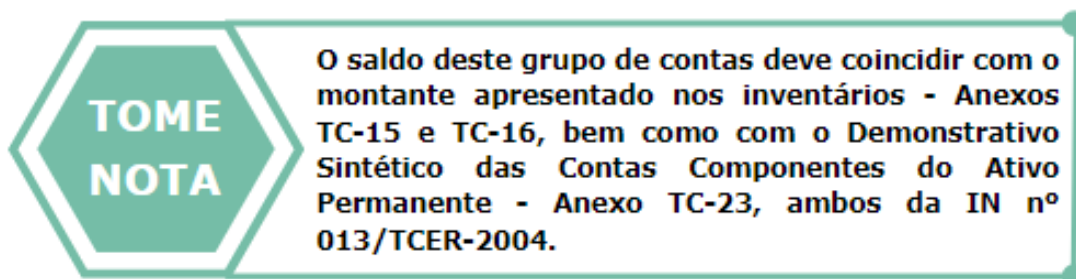 TOME
NOTA
O saldo deste grupo de contas deve coincidir com o
montante apresentado nos inventários - Anexos
TC-15 e TC-16, bem como com o Demonstrativo
Sintético das Contas Componentes do Ativo
Permanente - Anexo TC-23, ambos da IN nº
013/TCER-2004.